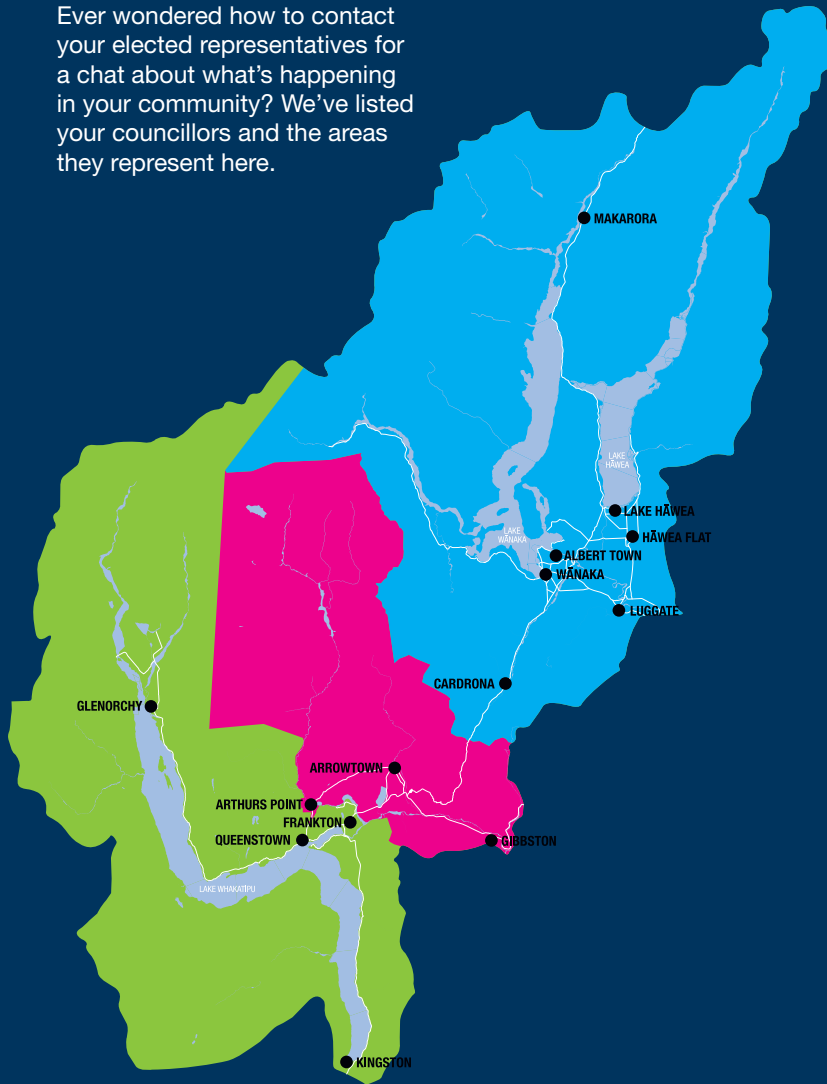 Ever wondered how to contact
your elected representatives for
a chat about what’s happening
in your community? We’ve listed
your councillors and the areas
they represent here.
MAKARORA
LAKE
HĀWEA
LAKE HĀWEA
LAKE
WĀNAKA
HĀWEA FLAT
ALBERT TOWN
WĀNAKA
LUGGATE
CARDRONA
GLENORCHY
ARROWTOWN
ARTHURS POINT
FRANKTON
QUEENSTOWN
GIBBSTON
LAKE WHAKATIPU
KINGSTON